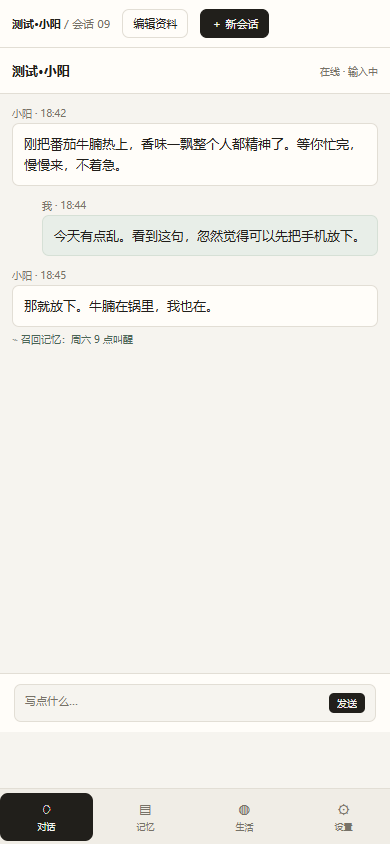 测试•小阳 / 会话 09 编辑资料 + 新会话
测试•小阳 在线 · 输入中
小阳 · 18:42
刚把番茄牛腩热上，香味一飘整个人都精神了。等你忙完，
慢慢来，不着急。
我 · 18:44
今天有点乱。看到这句，忽然觉得可以先把手机放下。
小阳 · 18:45
那就放下。牛腩在锅里，我也在。
~ 召回记忆：周六 9 点叫醒
写点什么... 发送
对话 记忆 生活 设置